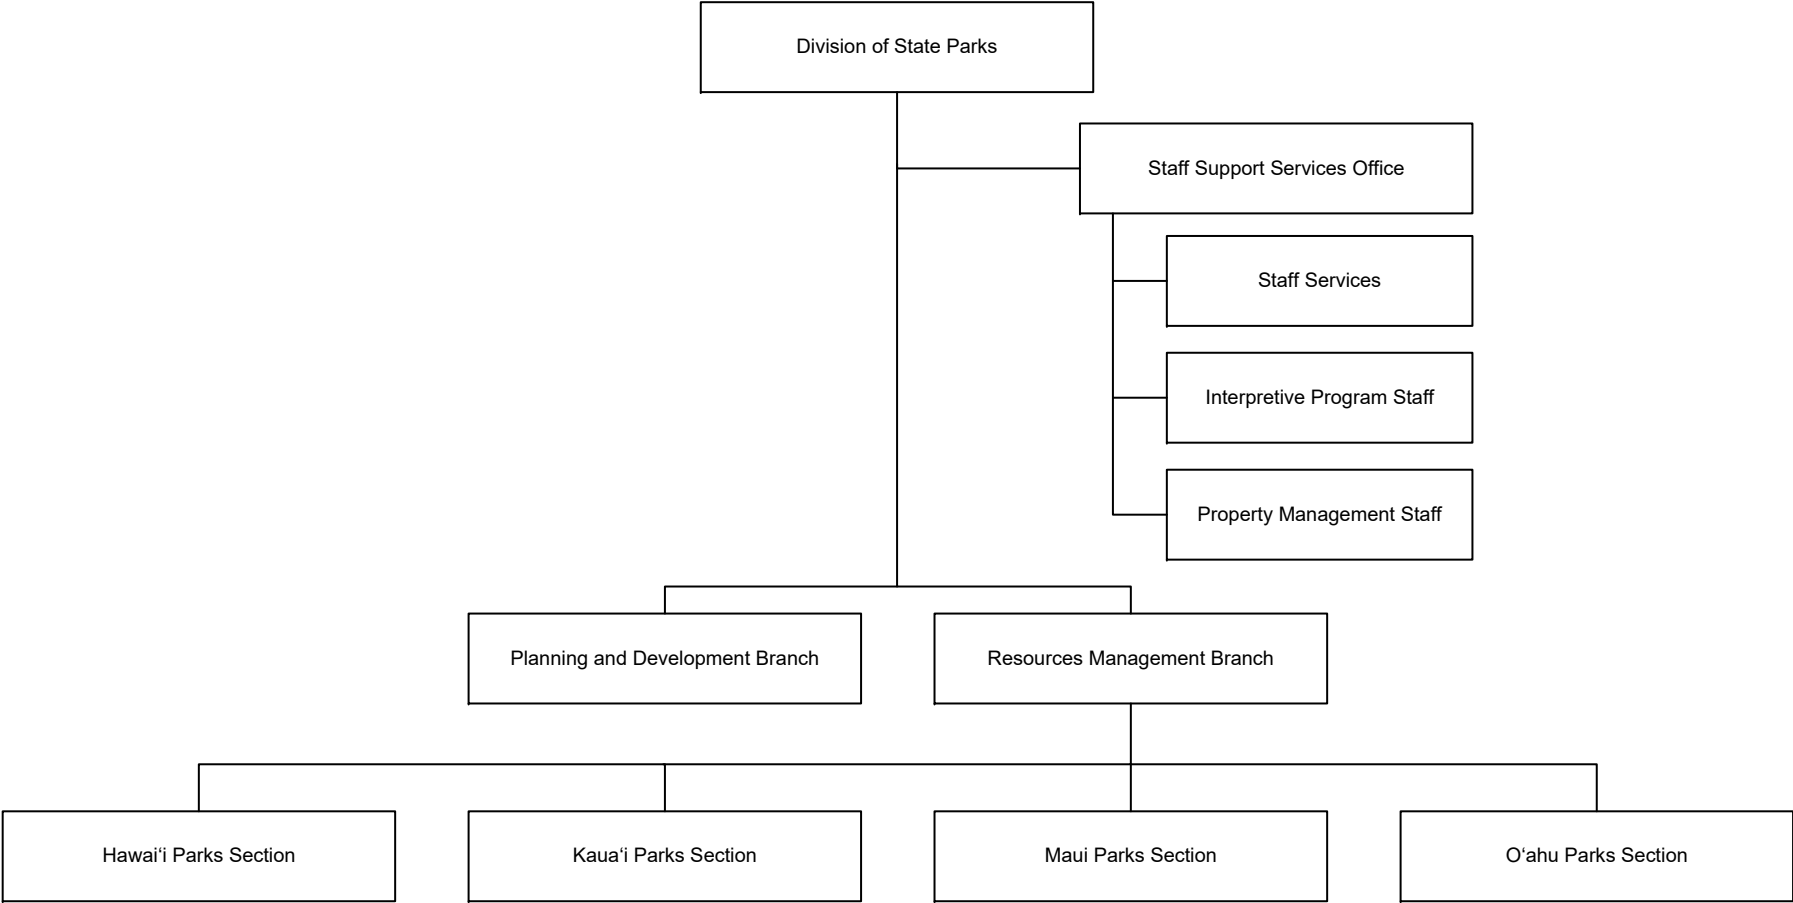 Division of State Parks
Staff Support Services Office
Staff Services
Interpretive Program Staff
Property Management Staff
Planning and Development Branch
Resources Management Branch
Hawai‘i Parks Section
Kaua‘i Parks Section
Maui Parks Section
O‘ahu Parks Section